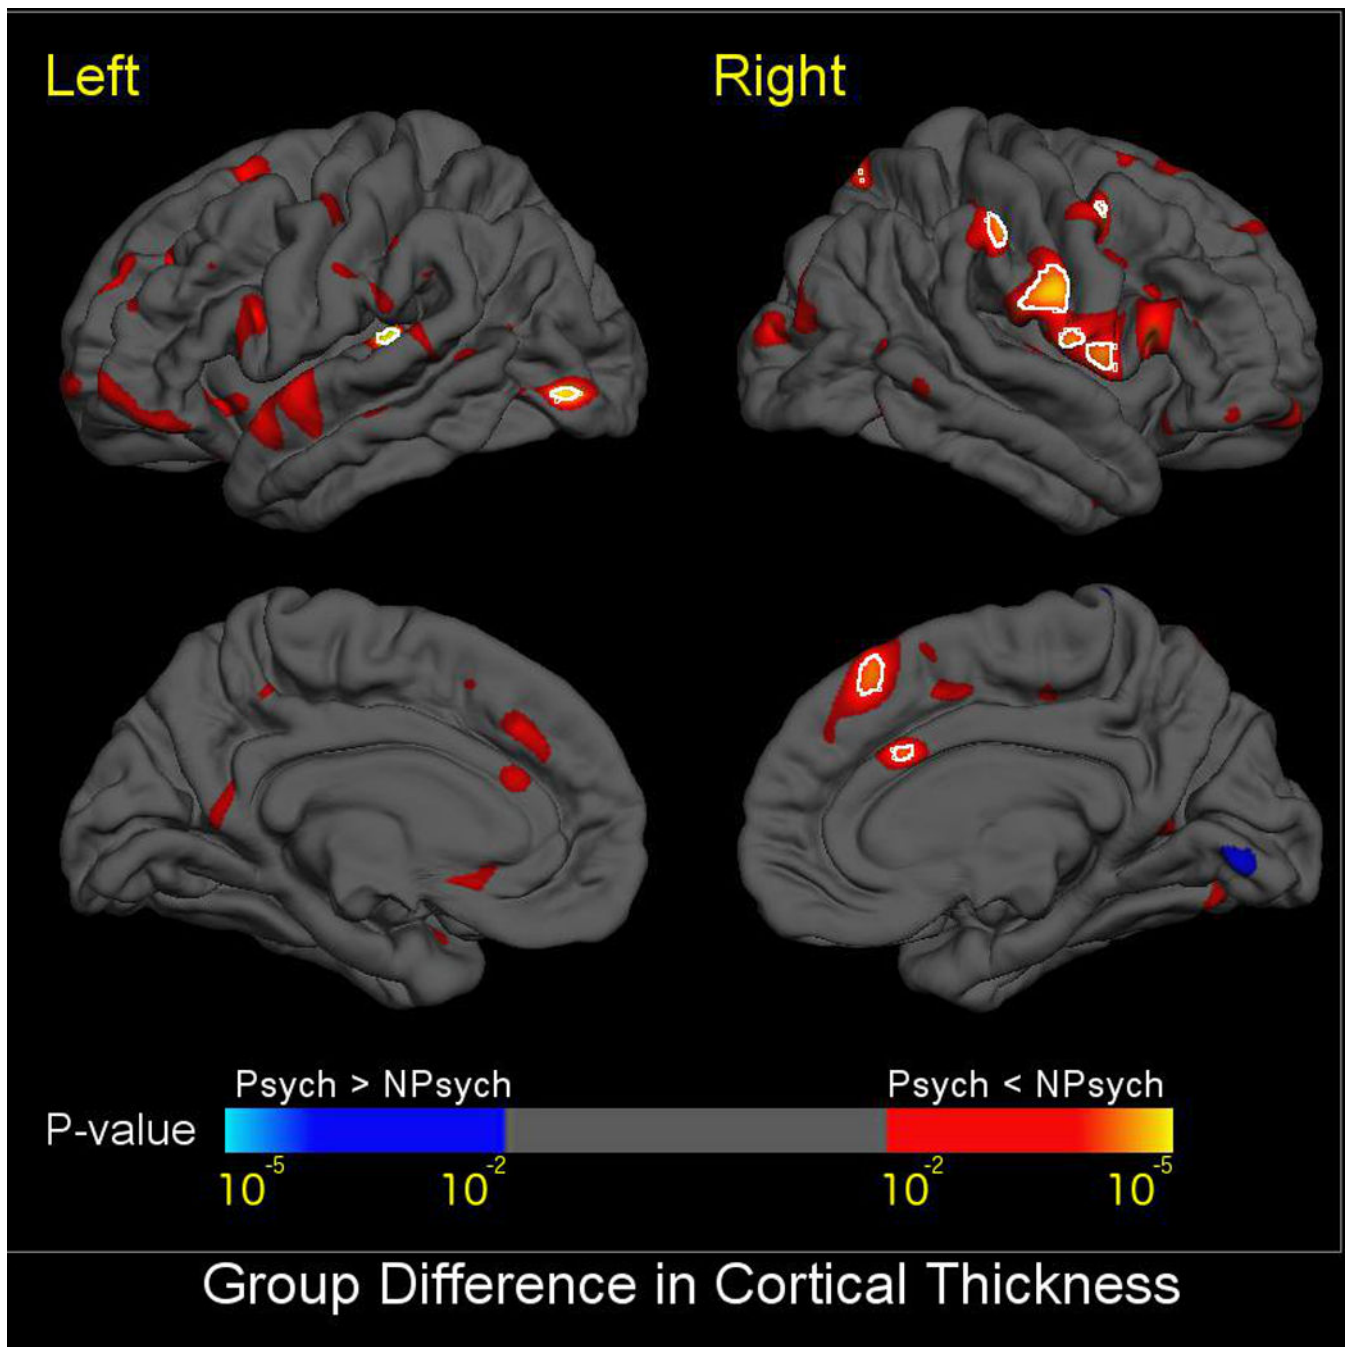 Left Right
Psych > NPsych Psych < NPsych
P-value
10^-5 10^-2 10^-2 10^-5
Group Difference in Cortical Thickness